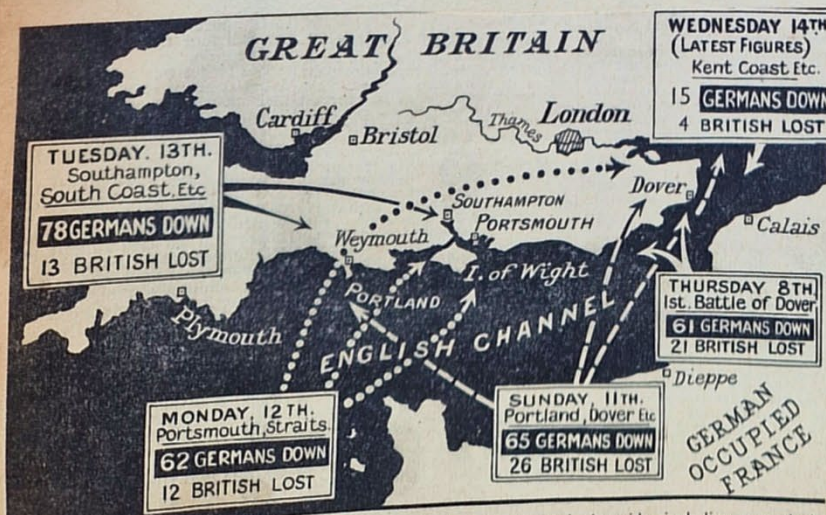 GREAT BRITAIN
WEDNESDAY 14TH
(LATEST FIGURES)
Kent Coast Etc.
15 GERMANS DOWN
4 BRITISH LOST
Cardiff
Bristol
Thames
London
TUESDAY. 13TH.
Southampton,
South Coast, Etc
78 GERMANS DOWN
13 BRITISH LOST
Dover
SOUTHAMPTON
PORTSMOUTH
Calais
Weymouth
I. of Wight
PORTLAND
Plymouth
ENGLISH CHANNEL
THURSDAY 8TH,
1st. Battle of Dover
61 GERMANS DOWN
21 BRITISH LOST
Dieppe
MONDAY, 12TH.
Portsmouth, Straits.
62 GERMANS DOWN
12 BRITISH LOST
SUNDAY, 11TH.
Portland, Dover Etc
65 GERMANS DOWN
26 BRITISH LOST
GERMAN
OCCUPIED
FRANCE